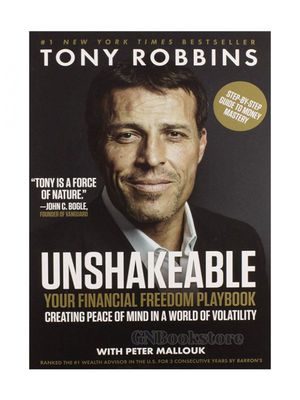 #1 NEW YORK TIMES BESTSELLER
TONY ROBBINS
STEP-BY-STEP
GUIDE TO MONEY
MASTERY
"TONY IS A FORCE
OF NATURE."
—JOHN C. BOGLE,
FOUNDER OF VANGUARD
UNSHAKEABLE
YOUR FINANCIAL FREEDOM PLAYBOOK
CREATING PEACE OF MIND IN A WORLD OF VOLATILITY
GNBookstore
WITH PETER MALLOUK
RANKED THE #1 WEALTH ADVISOR IN THE U.S. FOR 3 CONSECUTIVE YEARS BY BARRON'S